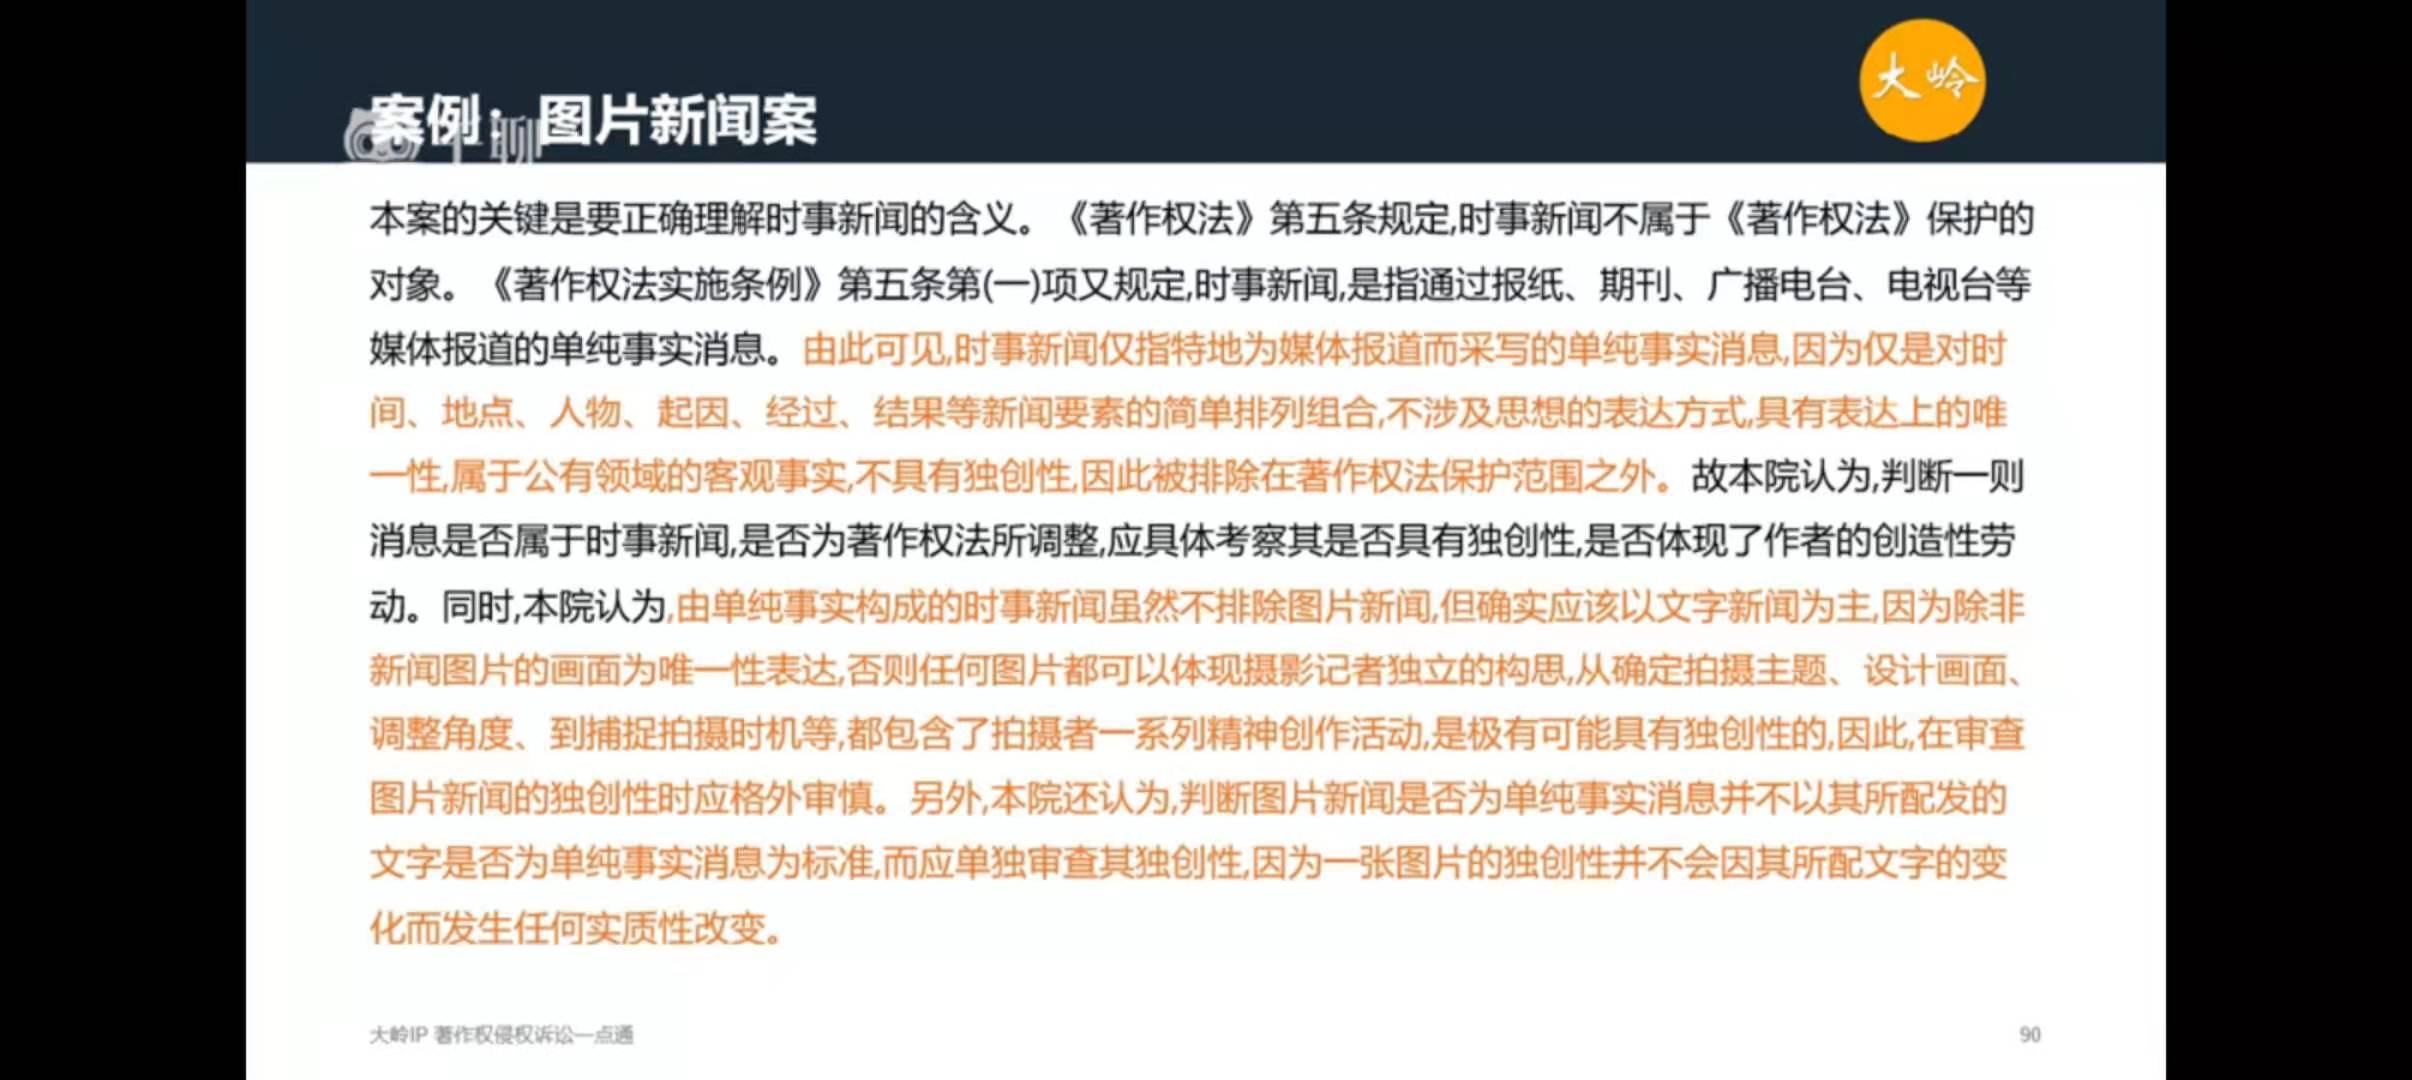 大岭
案例：图片新闻案
千聊
本案的关键是要正确理解时事新闻的含义。《著作权法》第五条规定,时事新闻不属于《著作权法》保护的
对象。《著作权法实施条例》第五条第(一)项又规定,时事新闻,是指通过报纸、期刊、广播电台、电视台等
媒体报道的单纯事实消息。由此可见,时事新闻仅指特地为媒体报道而采写的单纯事实消息,因为仅是对时
间、地点、人物、起因、经过、结果等新闻要素的简单排列组合,不涉及思想的表达方式,具有表达上的唯
一性,属于公有领域的客观事实,不具有独创性,因此被排除在著作权法保护范围之外。故本院认为,判断一则
消息是否属于时事新闻,是否为著作权法所调整,应具体考察其是否具有独创性,是否体现了作者的创造性劳
动。同时,本院认为,由单纯事实构成的时事新闻虽然不排除图片新闻,但确实应该以文字新闻为主,因为除非
新闻图片的画面为唯一性表达,否则任何图片都可以体现摄影记者独立的构思,从确定拍摄主题、设计画面、
调整角度、到捕捉拍摄时机等,都包含了拍摄者一系列精神创作活动,是极有可能具有独创性的,因此,在审查
图片新闻的独创性时应格外审慎。另外,本院还认为,判断图片新闻是否为单纯事实消息并不以其所配发的
文字是否为单纯事实消息为标准,而应单独审查其独创性,因为一张图片的独创性并不会因其所配文字的变
化而发生任何实质性改变。
大岭IP 著作权侵权诉讼一点通
90